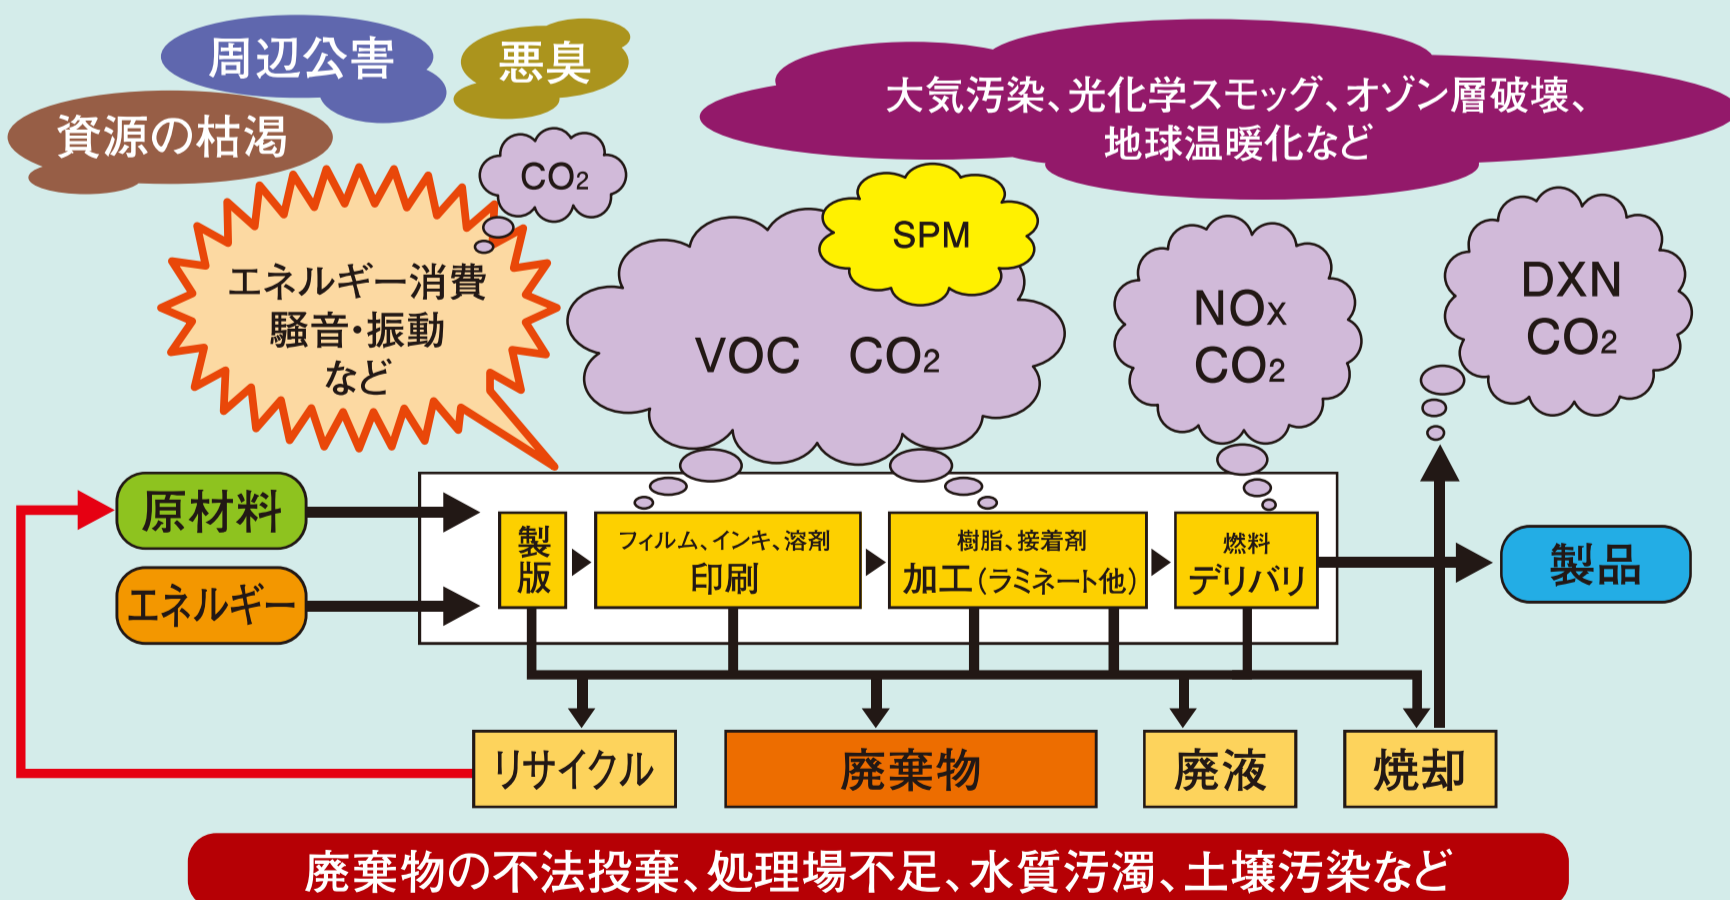 周辺公害
悪臭
資源の枯渇
大気汚染、光化学スモッグ、オゾン層破壊、
地球温暖化など
CO₂
エネルギー消費
騒音・振動
など
SPM
VOC CO₂
NOx
CO₂
DXN
CO₂
原材料
エネルギー
製
版
フィルム、インキ、溶剤
印刷
樹脂、接着剤
加工（ラミネート他）
燃料
デリバリ
製品
リサイクル
廃棄物
廃液
焼却
廃棄物の不法投棄、処理場不足、水質汚濁、土壌汚染など